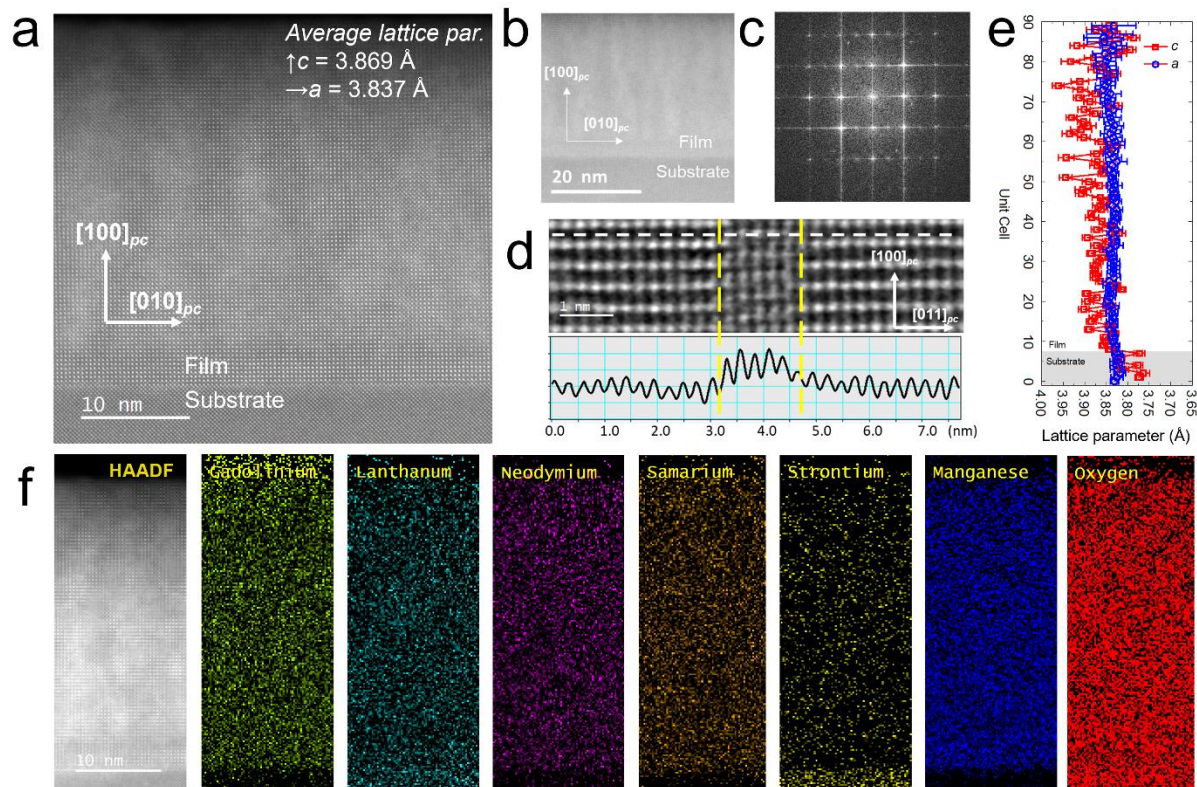 a
Average lattice par.
↑c = 3.869 Å
→a = 3.837 Å
[100]pc
[010]pc
Film
Substrate
10 nm
b
[100]pc
[010]pc
Film
Substrate
20 nm
c
d
[100]pc
[011]pc
1 nm
0.0 1.0 2.0 3.0 4.0 5.0 6.0 7.0 (nm)
e
c
a
90
80
70
60
50
40
30
20
10
0
Unit Cell
Film
Substrate
4.00 3.95 3.90 3.85 3.80 3.75 3.70 3.65
Lattice parameter (Å)
f
HAADF
10 nm
Gadolinium
Lanthanum
Neodymium
Samarium
Strontium
Manganese
Oxygen